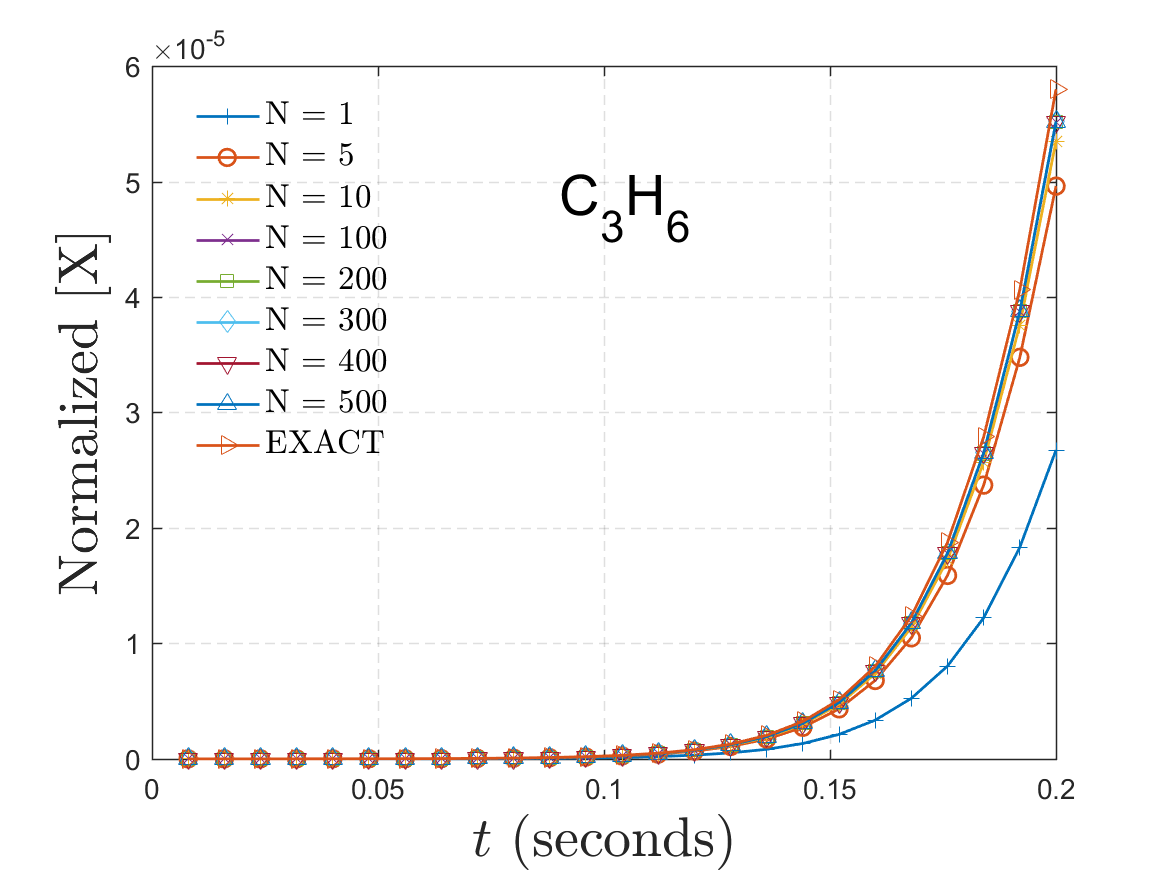 ×10⁻⁵
6
5
4
3
2
1
0
Normalized [X]
N = 1
N = 5
N = 10
N = 100
N = 200
N = 300
N = 400
N = 500
EXACT
C₃H₆
0 0.05 0.1 0.15 0.2
t (seconds)